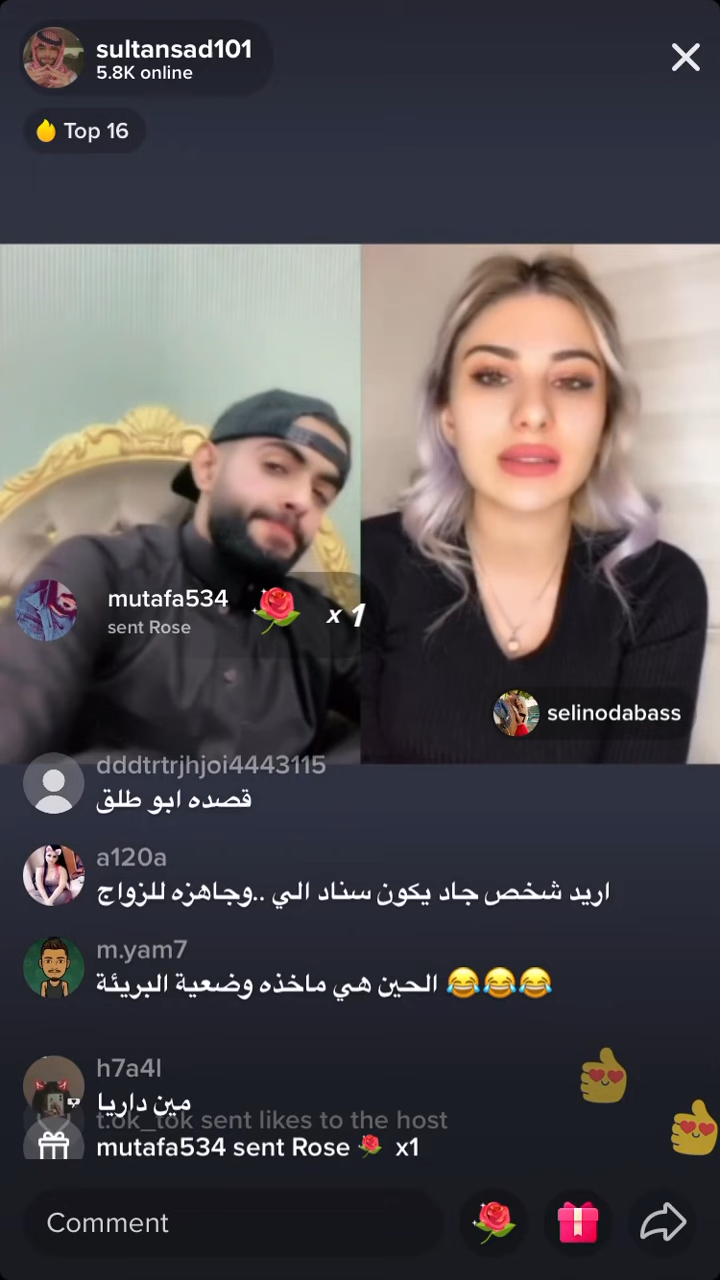 sultansad101
5.8K online
Top 16
mutafa534
sent Rose
x 1
selinodabass
dddtrtrjhjoi4443115
قصده ابو طلق
a120a
اريد شخص جاد يكون سناد الي ..وجاهزه للزواج
m.yam7
الحين هي ماخذه وضعية البريئة 😂😂😂
h7a4l
مين داريا
t.ok_tok sent likes to the host
mutafa534 sent Rose 🌹 x1
Comment